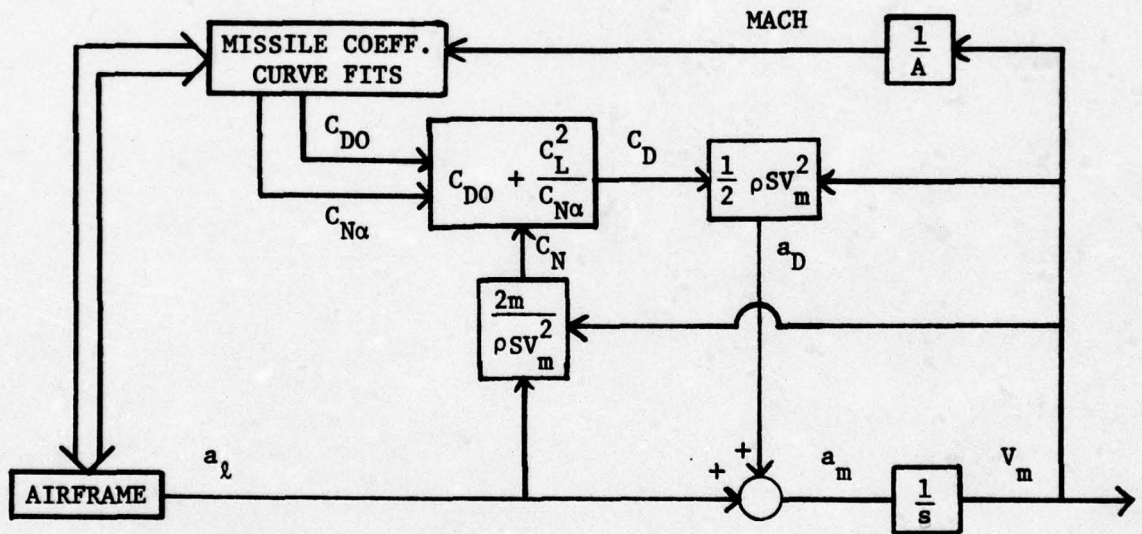 MACH
MISSILE COEFF.
CURVE FITS
1
A
C_DO
C_Nα
C_DO + C_L^2
C_Nα
C_D
1/2 ρSV_m^2
C_N
a_D
2m
ρSV_m^2
a_ℓ
AIRFRAME
+
+
a_m
1
s
V_m